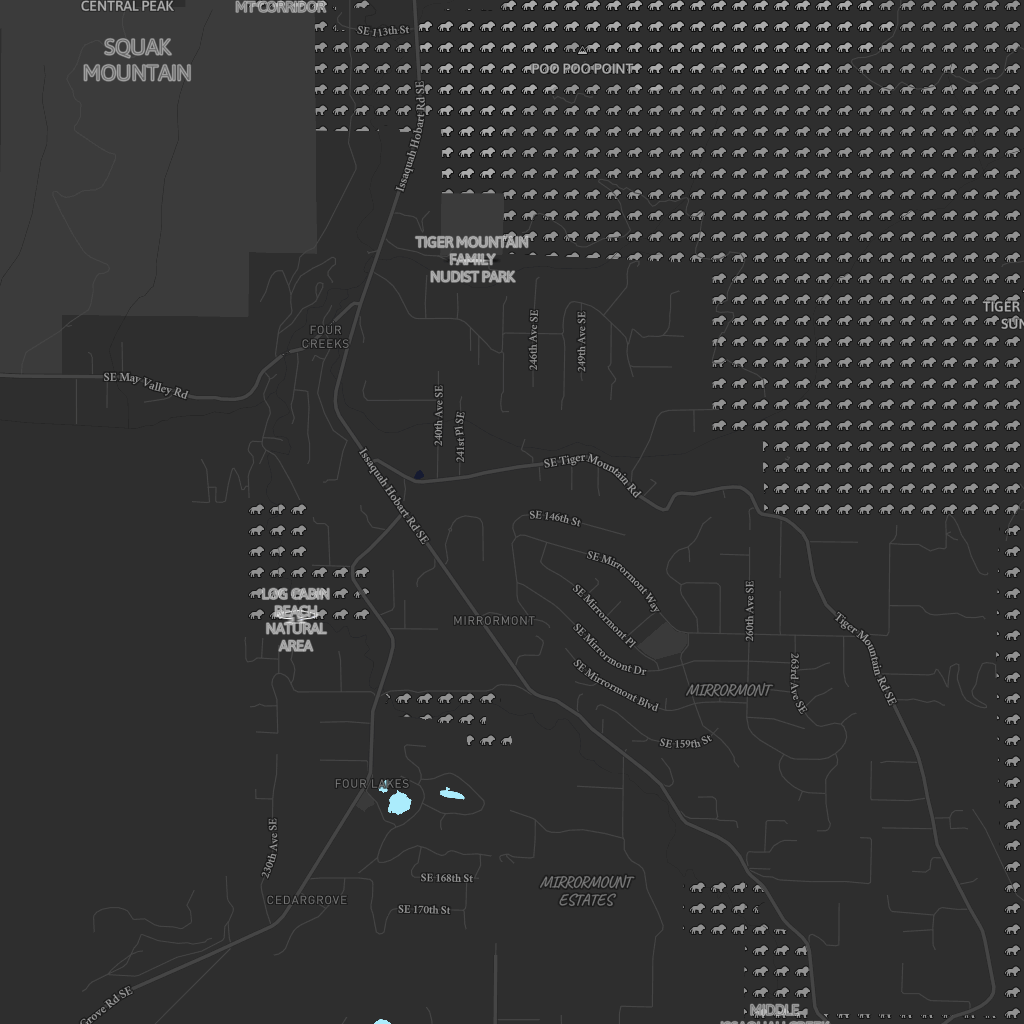 CENTRAL PEAK
MT CORRIDOR
SE 113th St
SQUAK
MOUNTAIN
POO POO POINT
Issaquah Hobart Rd SE
TIGER MOUNTAIN
FAMILY
NUDIST PARK
TIGER
SUN
FOUR
CREEKS
246th Ave SE
249th Ave SE
SE May Valley Rd
240th Ave SE
241st Pl SE
SE Tiger Mountain Rd
Issaquah Hobart Rd SE
SE 146th St
SE Mirrormont Way
LOG CABIN
REACH
NATURAL
AREA
SE Mirrormont Pl
260th Ave SE
MIRRORMONT
Tiger Mountain Rd SE
SE Mirrormont Dr
263rd Ave SE
SE Mirrormont Blvd
MIRRORMONT
SE 159th St
FOUR LAKES
230th Ave SE
SE 168th St
MIRRORMOUNT
ESTATES
CEDARGROVE
SE 170th St
Grove Rd SE
MIDDLE
ISSAQUAH CREEK